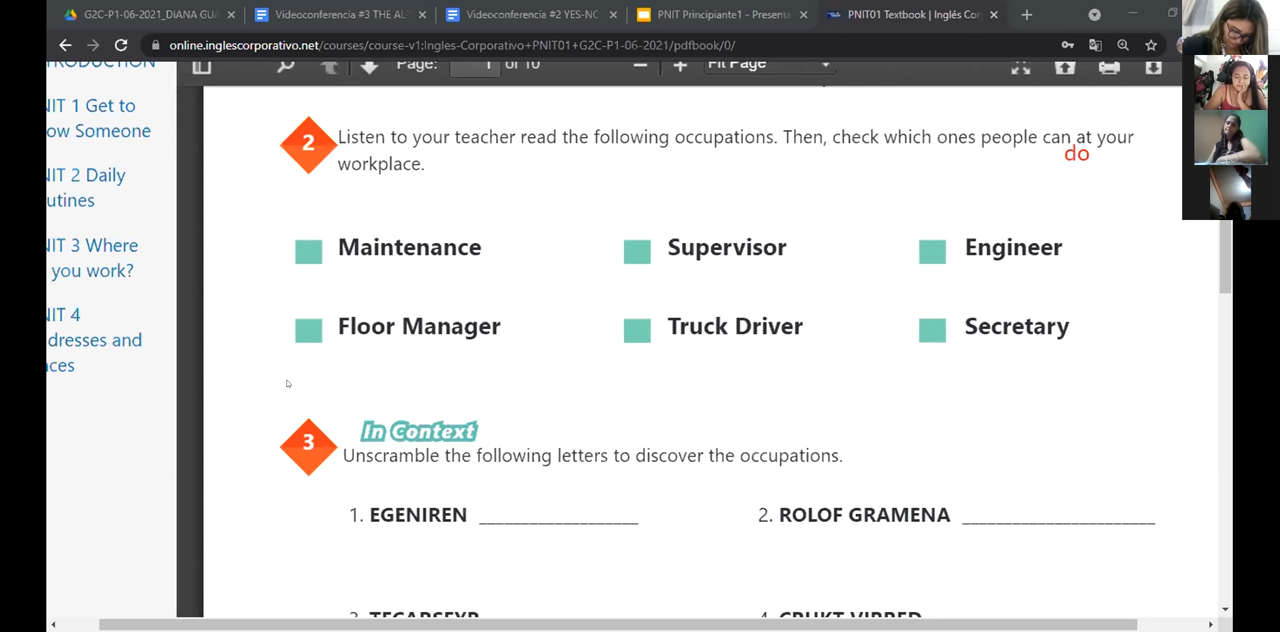 G2C-P1-06-2021_DIANA GUA
Videoconferencia #3 THE AL
Videoconferencia #2 YES-NO
PNIT Principiante1 - Presenta
PNIT01 Textbook | Inglés Cor
online.inglescorporativo.net/courses/course-v1:Ingles-Corporativo+PNIT01+G2C-P1-06-2021/pdfbook/0/
Page: 1 of 10
Fit Page
NIT 1 Get to
ow Someone
NIT 2 Daily
utines
NIT 3 Where
you work?
NIT 4
dresses and
ces
2 Listen to your teacher read the following occupations. Then, check which ones people can at your
do
workplace.
Maintenance Supervisor Engineer
Floor Manager Truck Driver Secretary
3 In Context
Unscramble the following letters to discover the occupations.
1. EGENIREN ___________________ 2. ROLOF GRAMENA _______________________